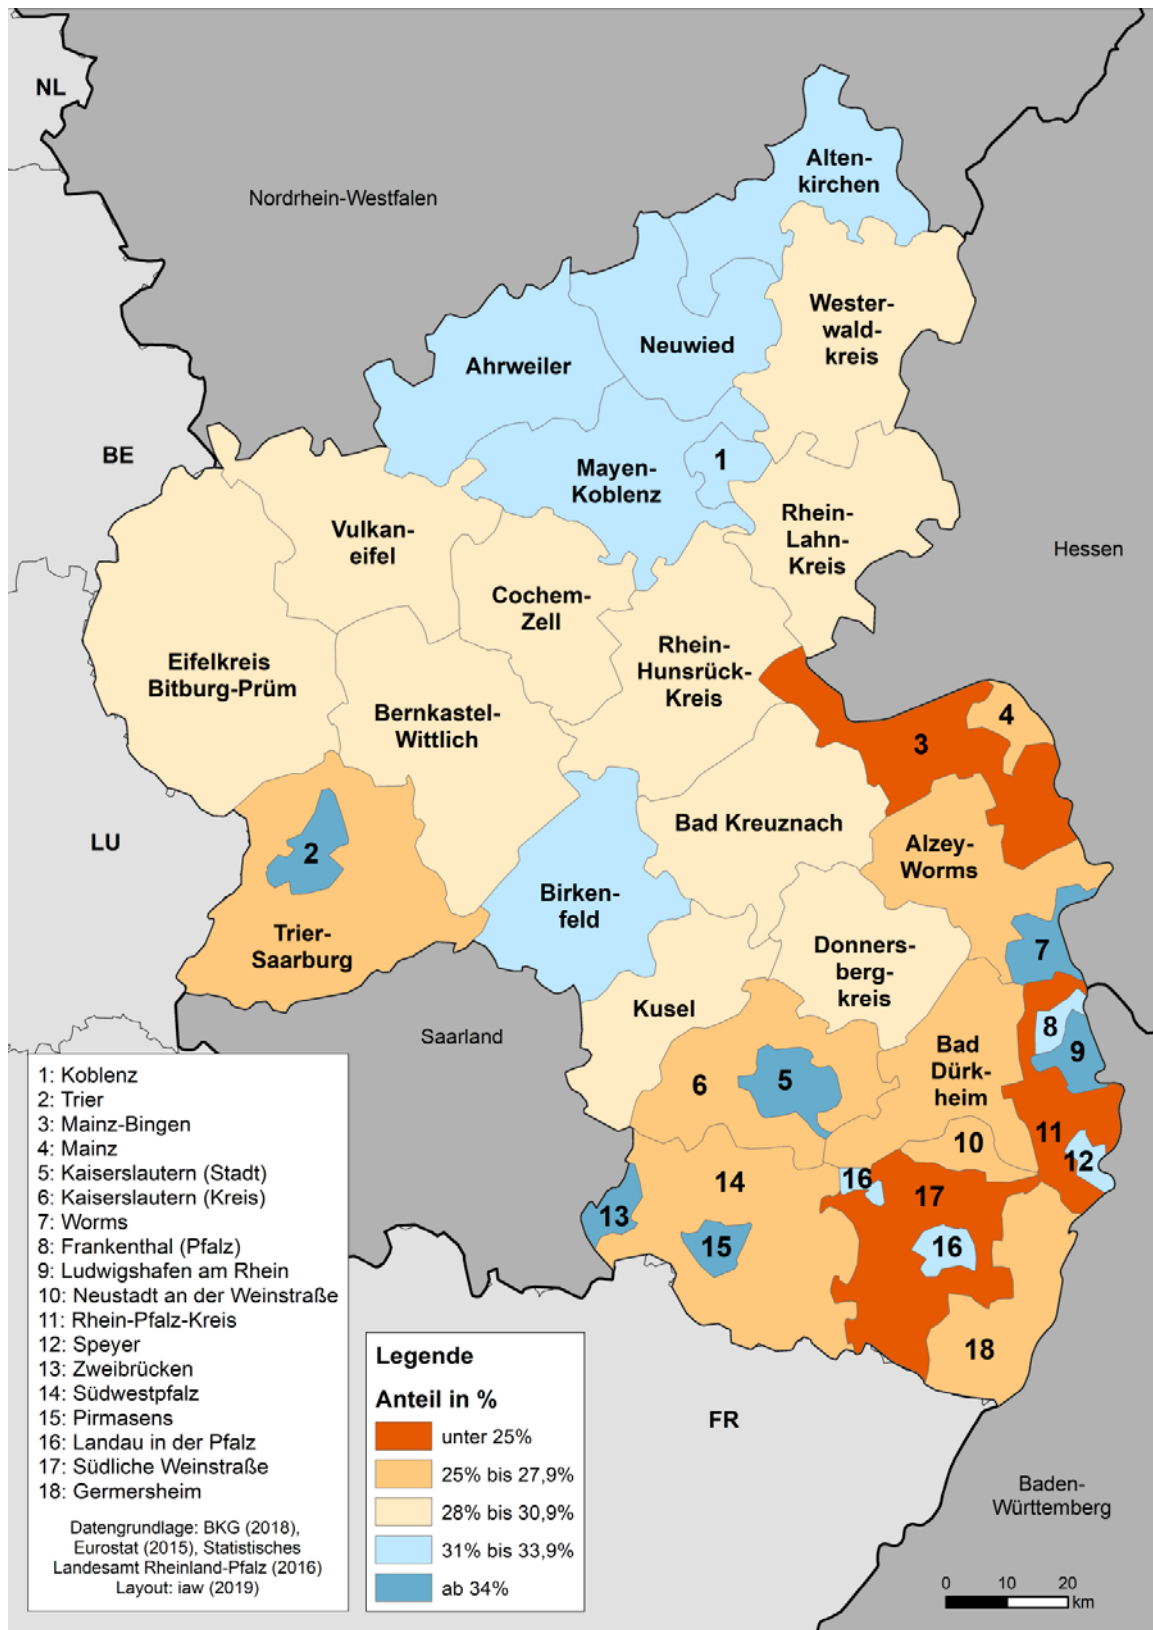 NL
Nordrhein-Westfalen
Alten-
kirchen
Wester-
wald-
kreis
Neuwied
Ahrweiler
BE
1
Mayen-
Koblenz
Rhein-
Lahn-
Kreis
Hessen
Vulkan-
eifel
Cochem-
Zell
Eifelkreis
Bitburg-Prüm
Rhein-
Hunsrück-
Kreis
Bernkastel-
Wittlich
4
3
LU
2
Bad Kreuznach
Alzey-
Worms
Birken-
feld
Trier-
Saarburg
Donners-
berg-
kreis
7
Kusel
Saarland
8
9
Bad
Dürk-
heim
6
5
11
10
12
14
16
17
13
15
16
18
1: Koblenz
2: Trier
3: Mainz-Bingen
4: Mainz
5: Kaiserslautern (Stadt)
6: Kaiserslautern (Kreis)
7: Worms
8: Frankenthal (Pfalz)
9: Ludwigshafen am Rhein
10: Neustadt an der Weinstraße
11: Rhein-Pfalz-Kreis
12: Speyer
13: Zweibrücken
14: Südwestpfalz
15: Pirmasens
16: Landau in der Pfalz
17: Südliche Weinstraße
18: Germersheim
Datengrundlage: BKG (2018),
Eurostat (2015), Statistisches
Landesamt Rheinland-Pfalz (2016)
Layout: iaw (2019)
Legende
Anteil in %
unter 25%
25% bis 27,9%
28% bis 30,9%
31% bis 33,9%
ab 34%
FR
Baden-
Württemberg
0 10 20
km